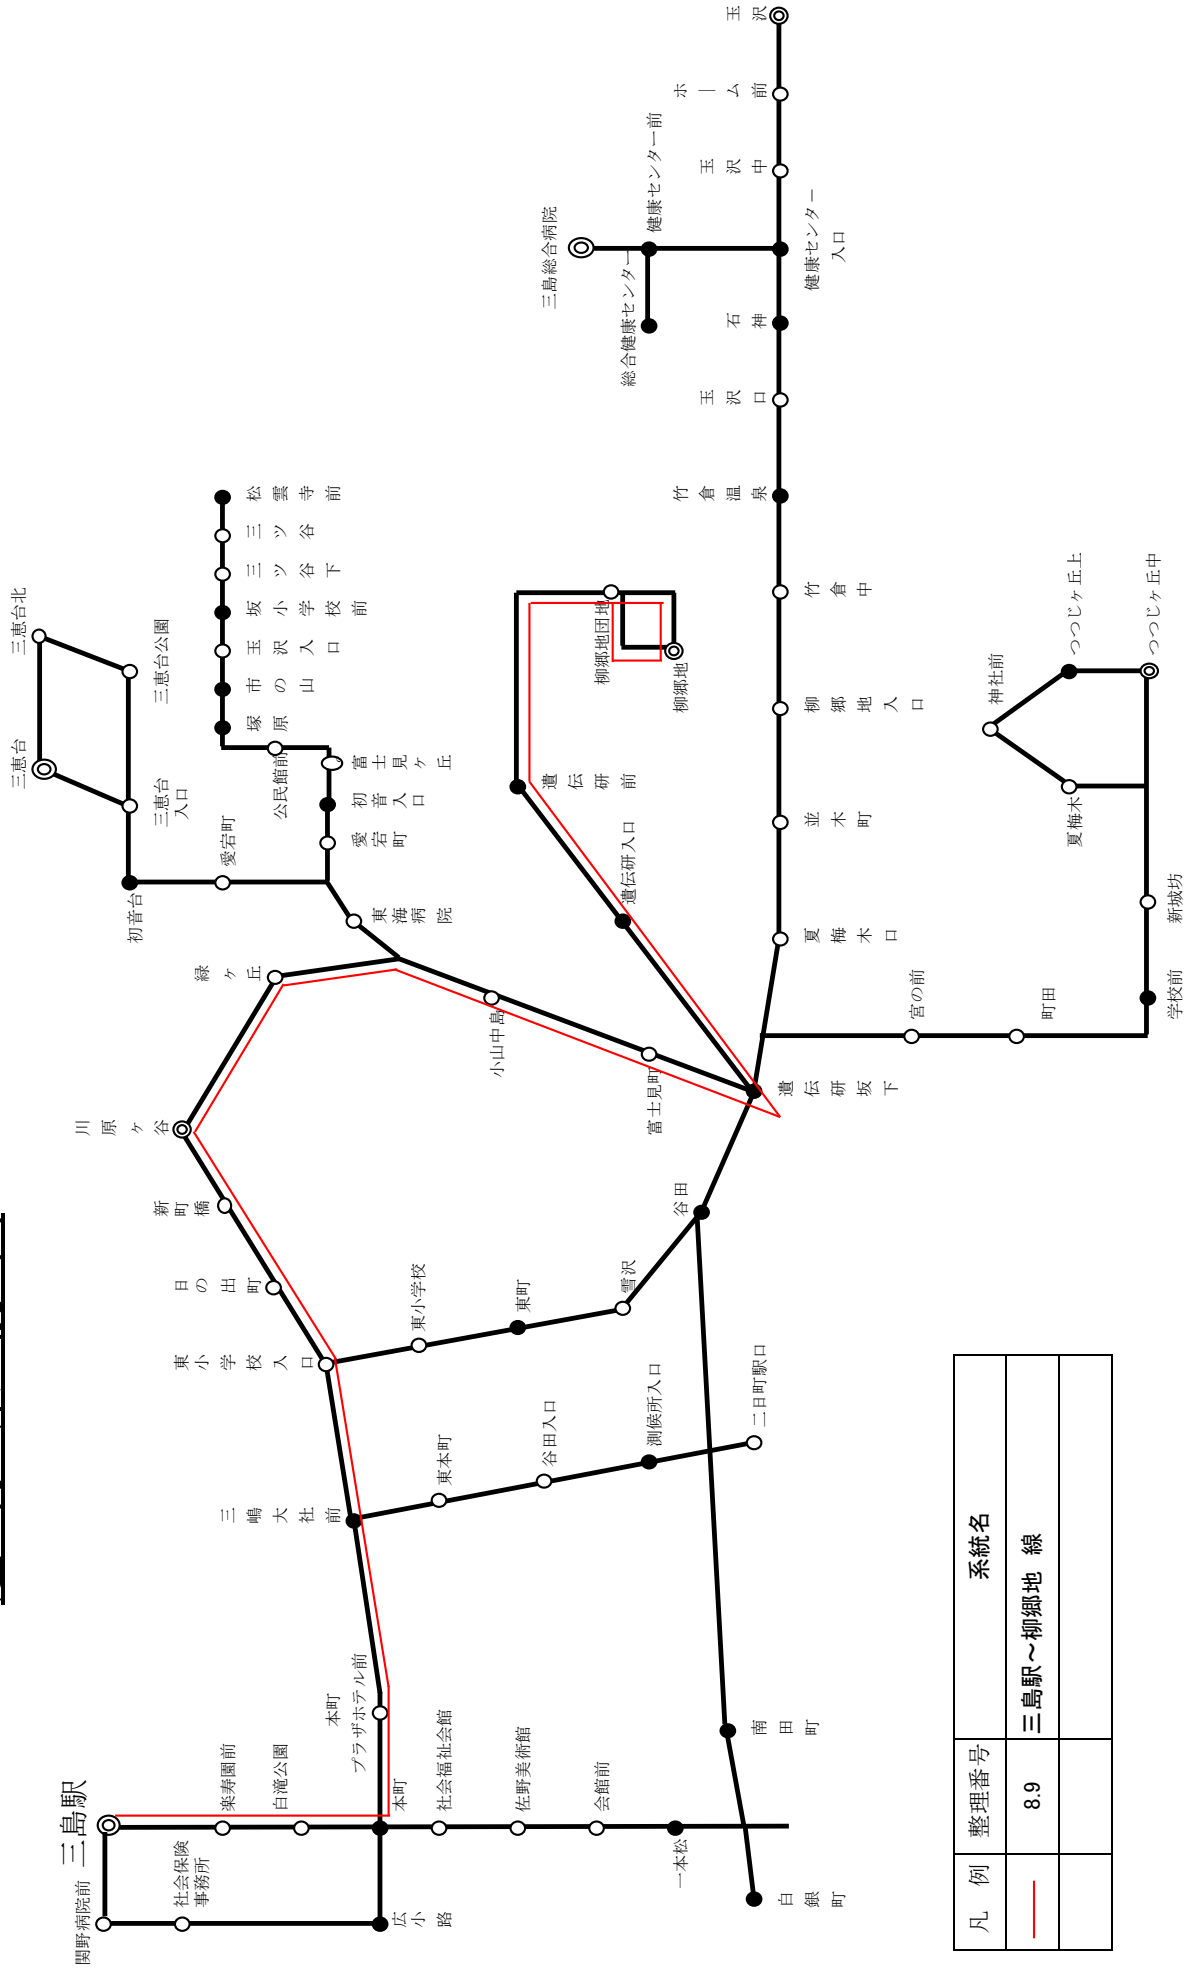 三島駅
関野病院前
社会保険
事務所
広小路
楽寿園前
白滝公園
本町
社会福祉会館
佐野美術館
会館前
一本松
白銀町
南田町
本町
プラザホテル前
三嶋大社前
東本町
谷田入口
測候所入口
二日町駅口
東小学校入口
東小学校
東町
雪沢
谷田
日の出町
新町橋
川原ヶ谷
緑ヶ丘
小山中島
富士見町
遺伝研坂下
遺伝研入口
遺伝研前
柳郷地団地
柳郷地
東海病院
愛宕町
初音入口
富士見ヶ丘
公民館前
塚原
市の山
玉沢入口
坂小学校前
三ツ谷下
三ツ谷
松雲寺前
愛宕町
初音台
三恵台
入口
三恵台
三恵台北
三恵台公園
夏梅木口
並木町
柳郷地入口
竹倉中
竹倉温泉
玉沢口
石神
健康センター
入口
健康センター前
総合健康センター
三島総合病院
玉沢中
ホーム前
玉沢
宮の前
町田
学校前
新城坊
夏梅木
神社前
つつじヶ丘上
つつじヶ丘中
凡 例 整理番号 系統名
8.9 三島駅～柳郷地 線